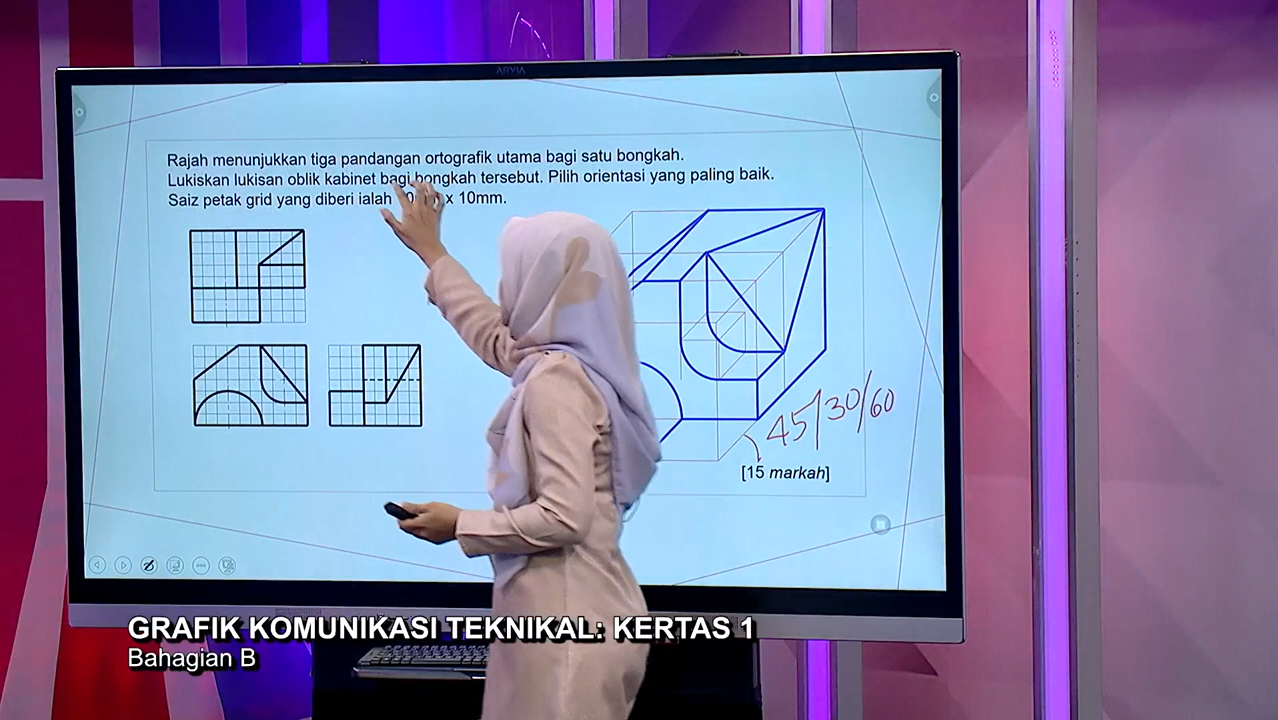 ARVIA
Rajah menunjukkan tiga pandangan ortografik utama bagi satu bongkah.
Lukiskan lukisan oblik kabinet bagi bongkah tersebut. Pilih orientasi yang paling baik.
Saiz petak grid yang diberi ialah x 10mm.
45/30/60
[15 markah]
GRAFIK KOMUNIKASI TEKNIKAL: KERTAS 1
Bahagian B